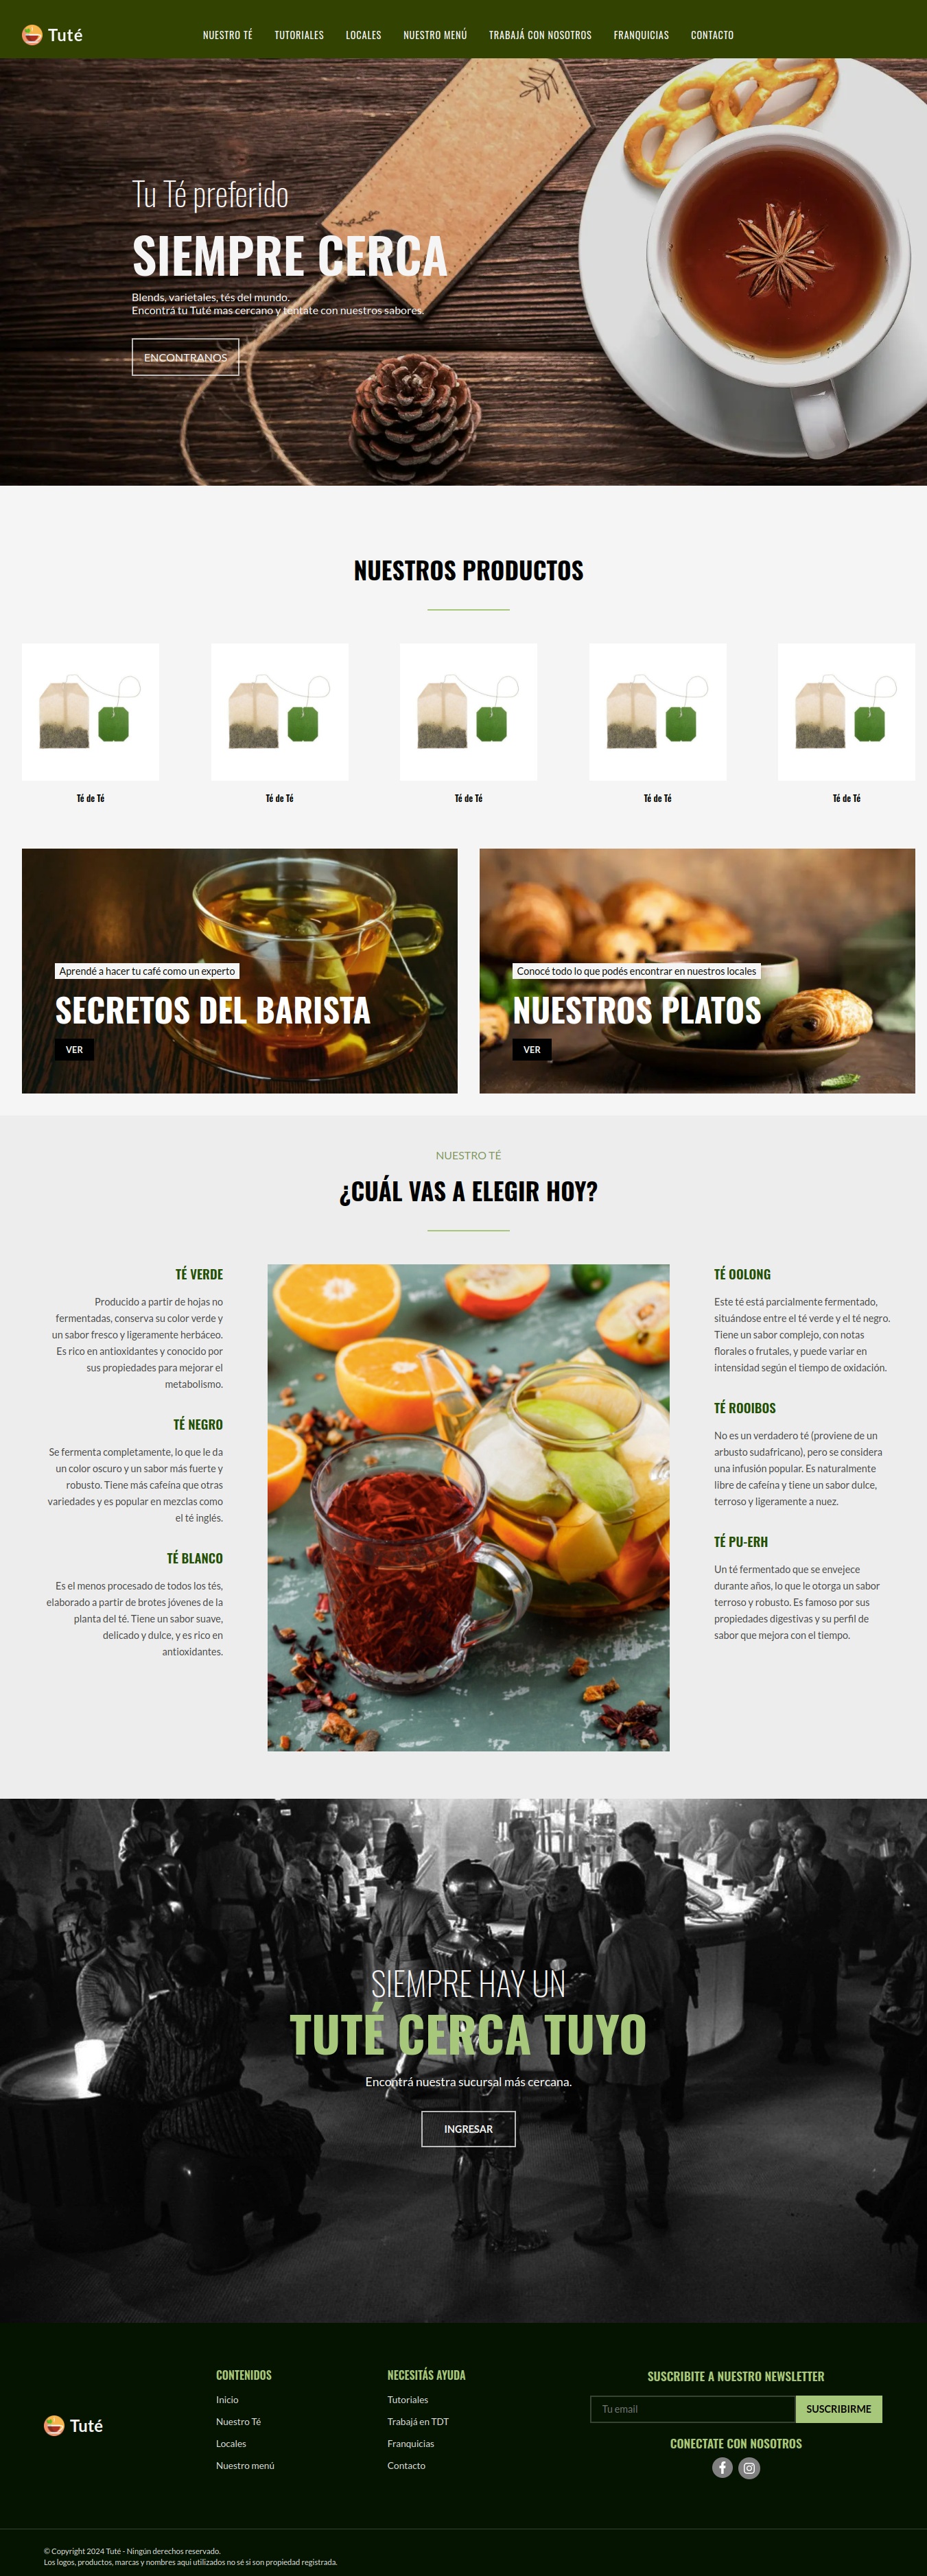 Tuté
NUESTRO TÉ
TUTORIALES
LOCALES
NUESTRO MENÚ
TRABAJÁ CON NOSOTROS
FRANQUICIAS
CONTACTO
Tu Té preferido
SIEMPRE CERCA
Blends, varietales, tés del mundo.
Encontrá tu Tuté mas cercano y tentate con nuestros sabores.
ENCONTRANOS
NUESTROS PRODUCTOS
Té de Té
Té de Té
Té de Té
Té de Té
Té de Té
Aprendé a hacer tu café como un experto
SECRETOS DEL BARISTA
VER
Conocé todo lo que podés encontrar en nuestros locales
NUESTROS PLATOS
VER
NUESTRO TÉ
¿CUÁL VAS A ELEGIR HOY?
TÉ VERDE
Producido a partir de hojas no
fermentadas, conserva su color verde y
un sabor fresco y ligeramente herbáceo.
Es rico en antioxidantes y conocido por
sus propiedades para mejorar el
metabolismo.
TÉ NEGRO
Se fermenta completamente, lo que le da
un color oscuro y un sabor más fuerte y
robusto. Tiene más cafeína que otras
variedades y es popular en mezclas como
el té inglés.
TÉ BLANCO
Es el menos procesado de todos los tés,
elaborado a partir de brotes jóvenes de la
planta del té. Tiene un sabor suave,
delicado y dulce, y es rico en
antioxidantes.
TÉ OOLONG
Este té está parcialmente fermentado,
situándose entre el té verde y el té negro.
Tiene un sabor complejo, con notas
florales o frutales, y puede variar en
intensidad según el tiempo de oxidación.
TÉ ROOIBOS
No es un verdadero té (proviene de un
arbusto sudafricano), pero se considera
una infusión popular. Es naturalmente
libre de cafeína y tiene un sabor dulce,
terroso y ligeramente a nuez.
TÉ PU-ERH
Un té fermentado que se envejece
durante años, lo que le otorga un sabor
terroso y robusto. Es famoso por sus
propiedades digestivas y su perfil de
sabor que mejora con el tiempo.
SIEMPRE HAY UN
TUTÉ CERCA TUYO
Encontrá nuestra sucursal más cercana.
INGRESAR
Tuté
CONTENIDOS
Inicio
Nuestro Té
Locales
Nuestro menú
NECESITÁS AYUDA
Tutoriales
Trabajá en TDT
Franquicias
Contacto
SUSCRIBITE A NUESTRO NEWSLETTER
Tu email
SUSCRIBIRME
CONECTATE CON NOSOTROS
© Copyright 2024 Tuté - Ningún derechos reservado.
Los logos, productos, marcas y nombres aqui utilizados no sé si son propiedad registrada.